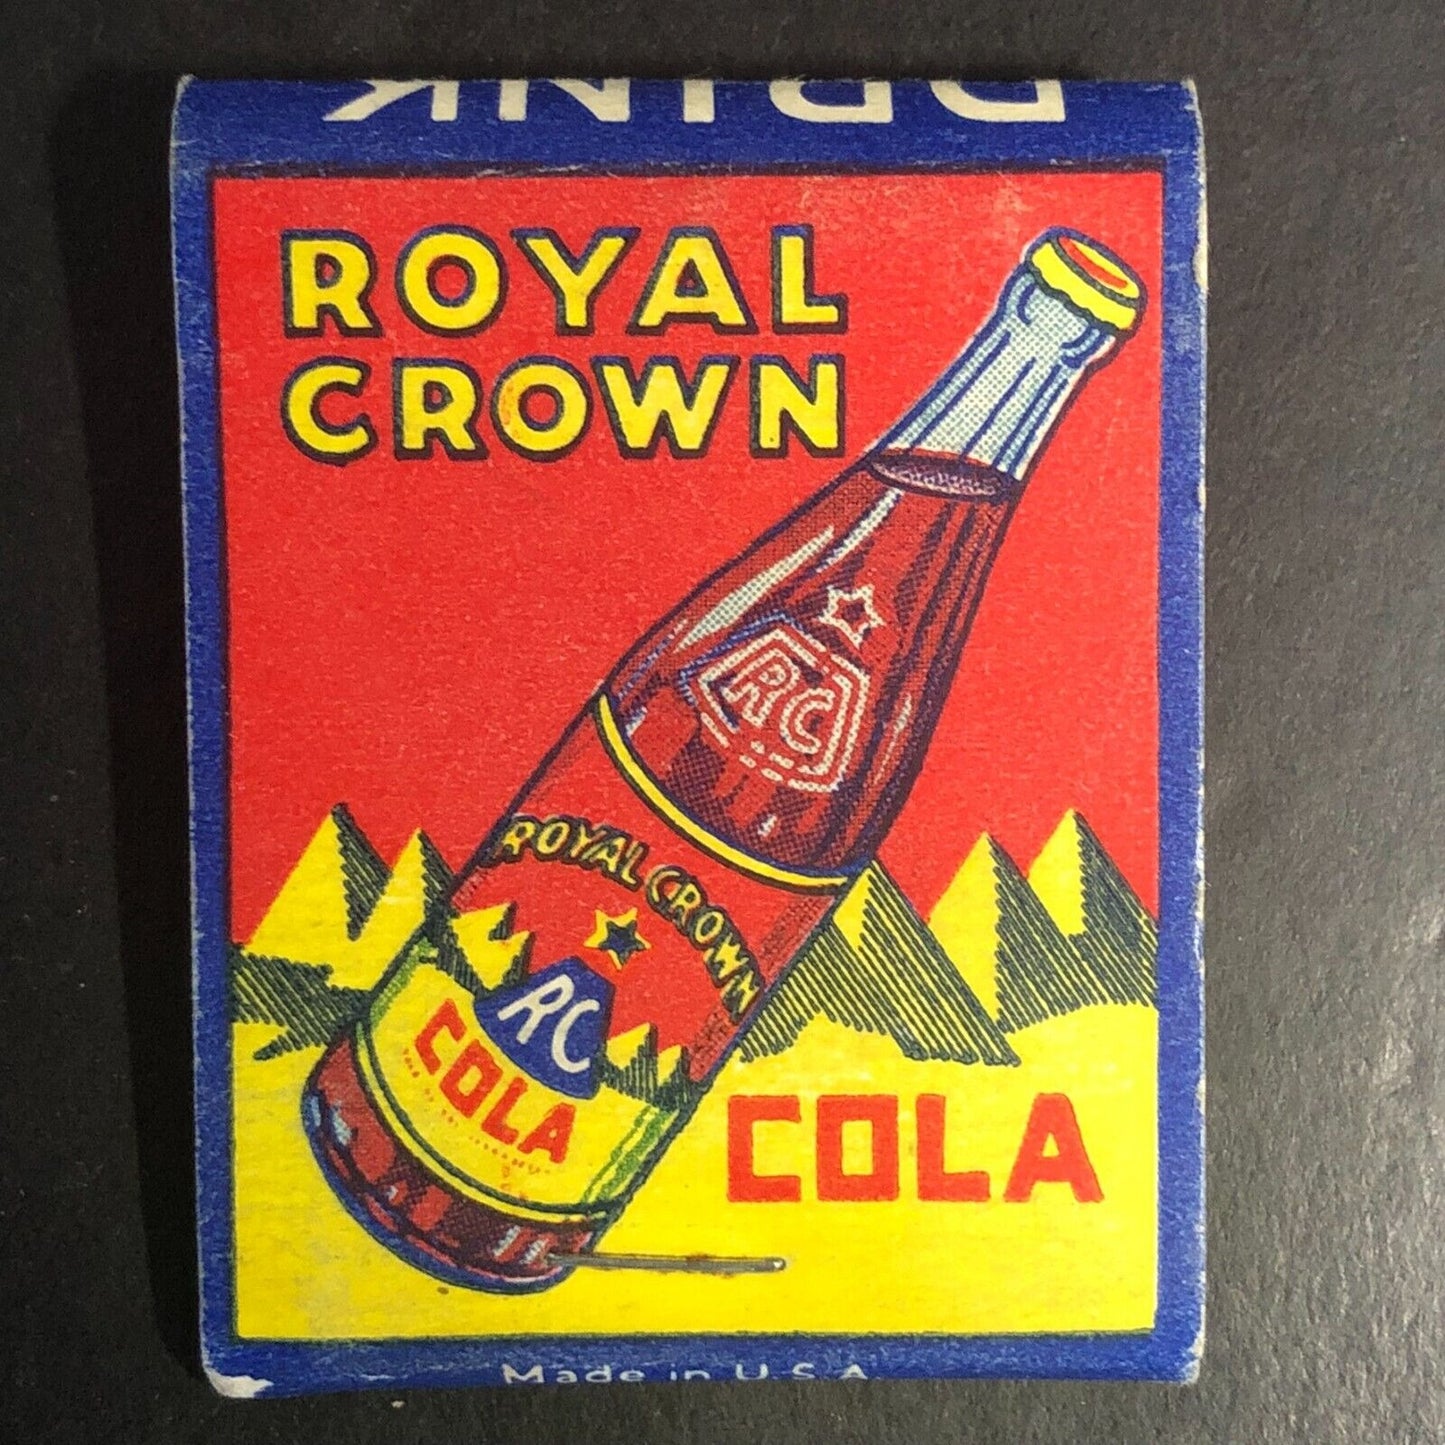 DRINK
ROYAL
CROWN
RC
ROYAL CROWN
RC
COLA
COLA
Made in U.S.A.